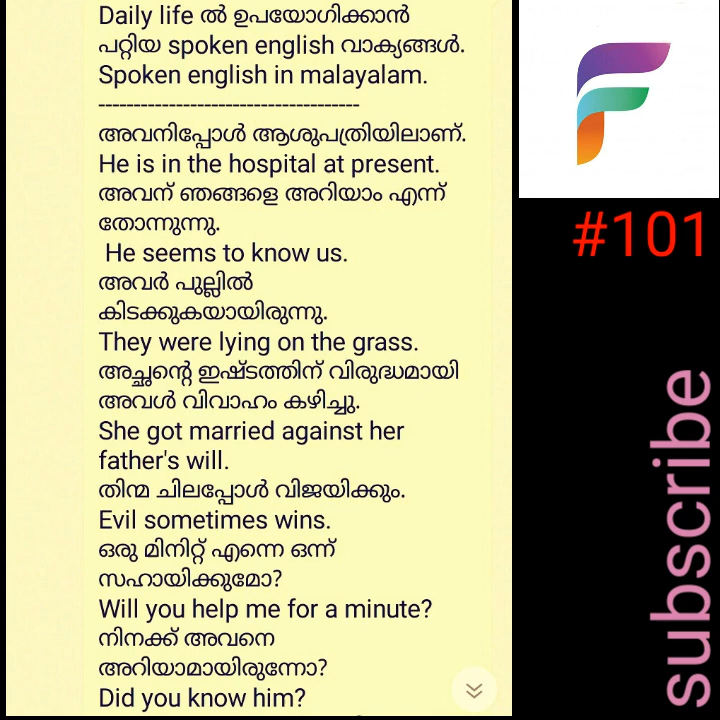 Daily life ൽ ഉപയോഗിക്കാൻ
പറ്റിയ spoken english വാക്യങ്ങൾ.
Spoken english in malayalam.
-------------------------------------
അവനിപ്പോൾ ആശുപത്രിയിലാണ്.
He is in the hospital at present.
അവന് ഞങ്ങളെ അറിയാം എന്ന്
തോന്നുന്നു.
He seems to know us.
അവർ പുല്ലിൽ
കിടക്കുകയായിരുന്നു.
They were lying on the grass.
അച്ഛന്റെ ഇഷ്ടത്തിന് വിരുദ്ധമായി
അവൾ വിവാഹം കഴിച്ചു.
She got married against her
father's will.
തിന്മ ചിലപ്പോൾ വിജയിക്കും.
Evil sometimes wins.
ഒരു മിനിറ്റ് എന്നെ ഒന്ന്
സഹായിക്കുമോ?
Will you help me for a minute?
നിനക്ക് അവനെ
അറിയാമായിരുന്നോ?
Did you know him?
#101
subscribe